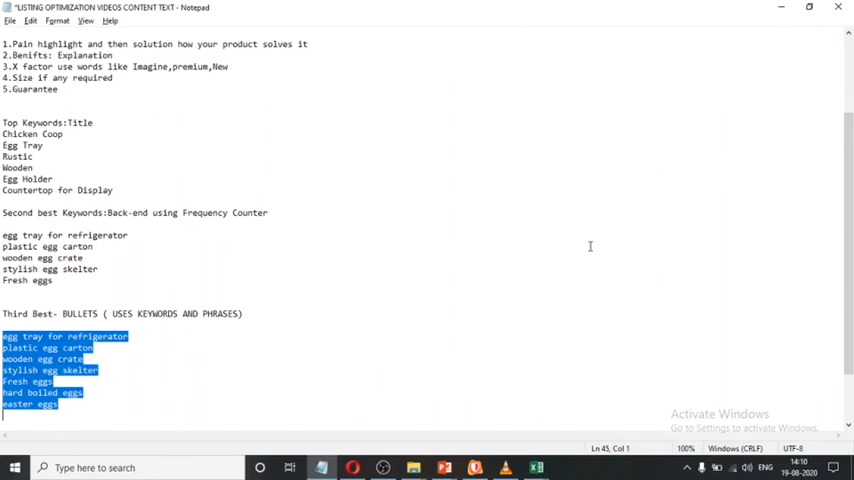 *LISTING OPTIMIZATION VIDEOS CONTENT TEXT - Notepad
File Edit Format View Help
1.Pain highlight and then solution how your product solves it
2.Benifts: Explanation
3.X factor use words like Imagine,premium,New
4.Size if any required
5.Guarantee
Top Keywords:Title
Chicken Coop
Egg Tray
Rustic
Wooden
Egg Holder
Countertop for Display
Second best Keywords:Back-end using Frequency Counter
egg tray for refrigerator
plastic egg carton
wooden egg crate
stylish egg skelter
Fresh eggs
Third Best- BULLETS ( USES KEYWORDS AND PHRASES)
egg tray for refrigerator
plastic egg carton
wooden egg crate
stylish egg skelter
Fresh eggs
hard boiled eggs
easter eggs
Activate Windows
Go to Settings to activate Windows.
Ln 45, Col 1 100% Windows (CRLF) UTF-8
Type here to search
ENG
14:10
19-08-2020